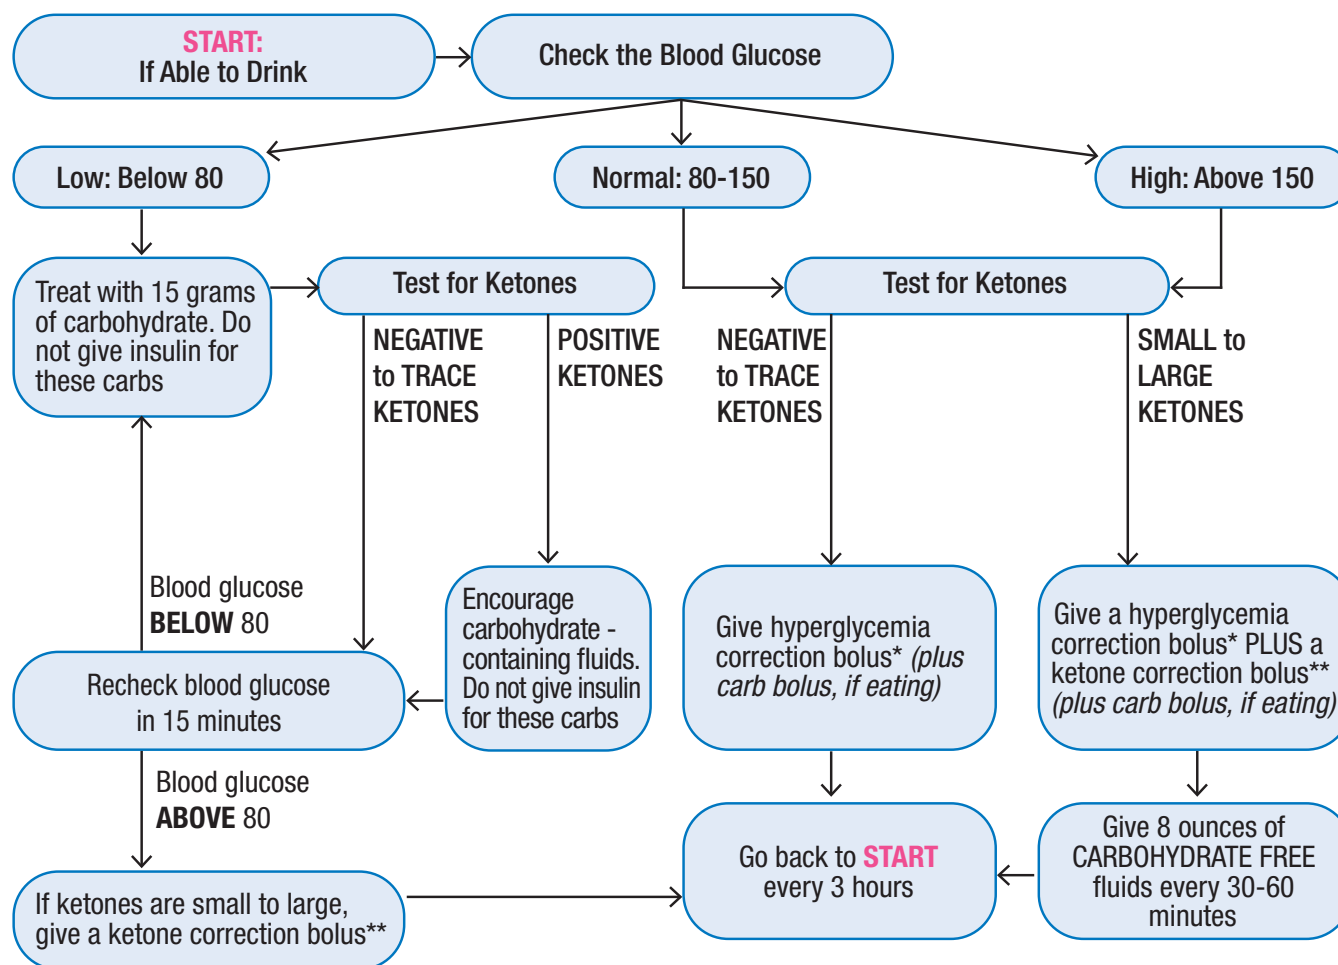 START:
If Able to Drink
Check the Blood Glucose
Low: Below 80
Normal: 80-150
High: Above 150
Treat with 15 grams
of carbohydrate. Do
not give insulin for
these carbs
Test for Ketones
Test for Ketones
NEGATIVE
to TRACE
KETONES
POSITIVE
KETONES
NEGATIVE
to TRACE
KETONES
SMALL to
LARGE
KETONES
Blood glucose
BELOW 80
Encourage
carbohydrate -
containing fluids.
Do not give insulin
for these carbs
Give hyperglycemia
correction bolus* (plus
carb bolus, if eating)
Give a hyperglycemia
correction bolus* PLUS a
ketone correction bolus**
(plus carb bolus, if eating)
Recheck blood glucose
in 15 minutes
Blood glucose
ABOVE 80
If ketones are small to large,
give a ketone correction bolus**
Go back to START
every 3 hours
Give 8 ounces of
CARBOHYDRATE FREE
fluids every 30-60
minutes